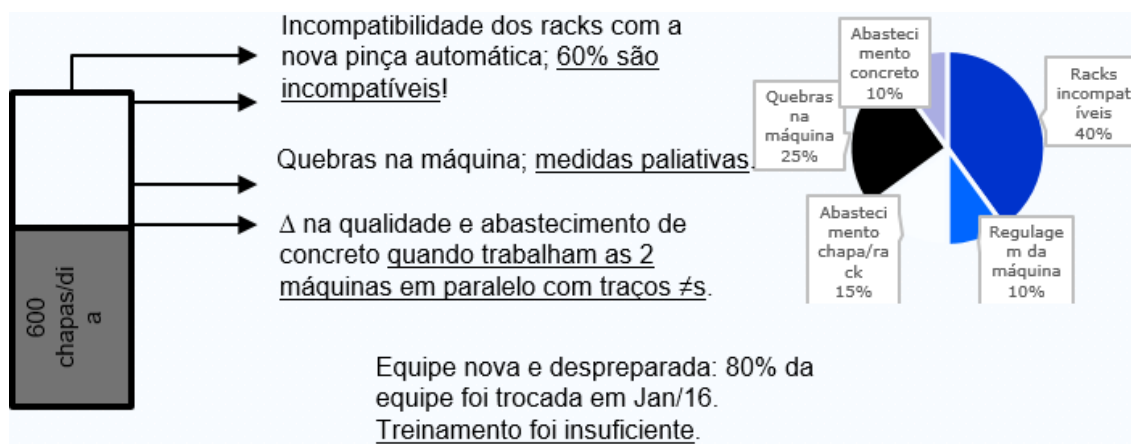 Incompatibilidade dos racks com a
nova pinça automática; 60% são
incompatíveis!
Quebras na máquina; medidas paliativas.
Δ na qualidade e abastecimento de
concreto quando trabalham as 2
máquinas em paralelo com traços ≠s.
Equipe nova e despreparada: 80% da
equipe foi trocada em Jan/16.
Treinamento foi insuficiente.
600
chapas/di
a
Abasteci
mento
concreto
10%
Racks
incompat
íveis
40%
Quebras
na
máquina
25%
Abasteci
mento
chapa/ra
ck
15%
Regulage
m da
máquina
10%